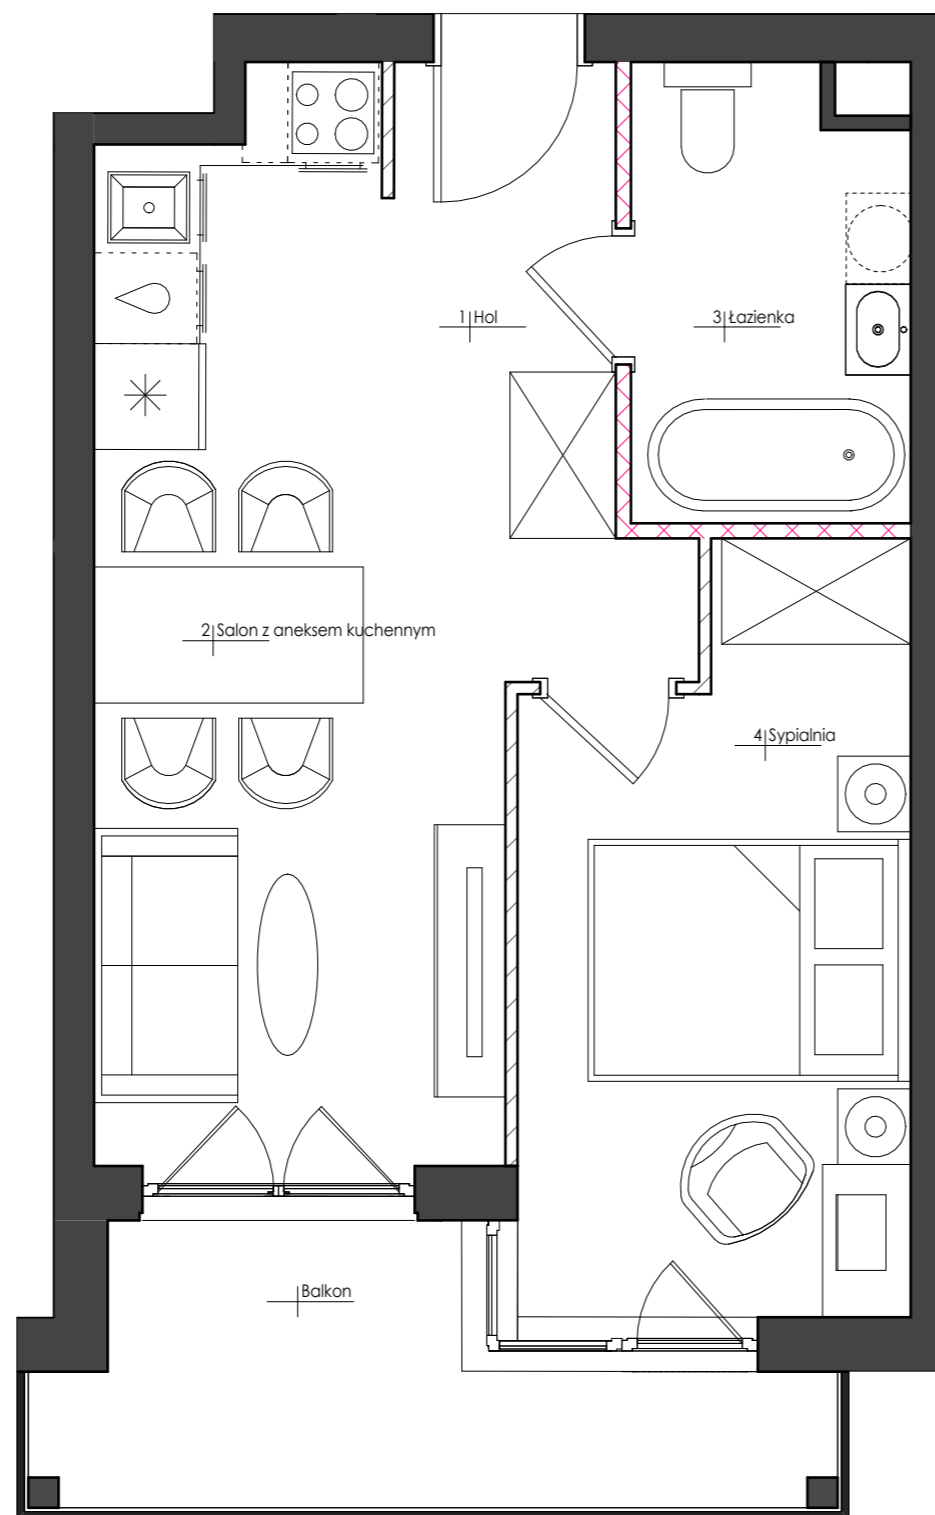 1 Hol
3 Łazienka
2 Salon z aneksem kuchennym
4 Sypialnia
Balkon